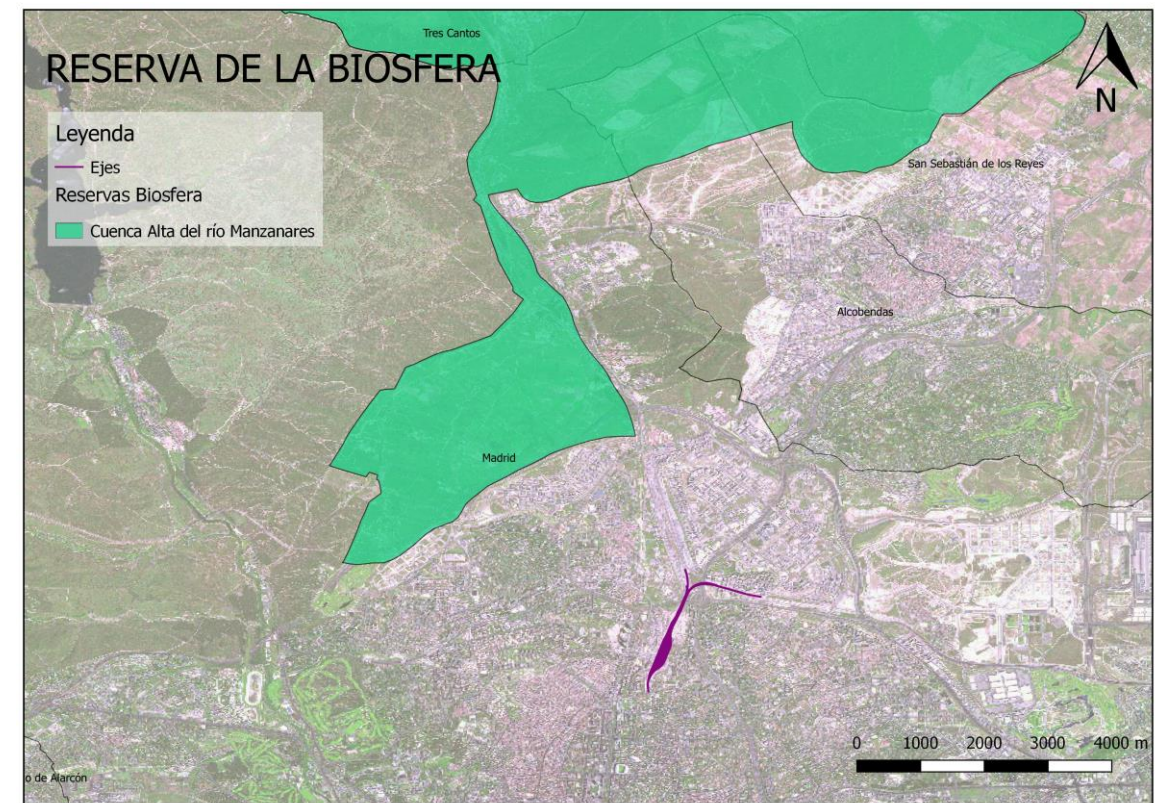 Tres Cantos
RESERVA DE LA BIOSFERA
N
Leyenda
Ejes
Reservas Biosfera
Cuenca Alta del río Manzanares
San Sebastián de los Reyes
Alcobendas
Madrid
0 1000 2000 3000 4000 m
o de Alarcón